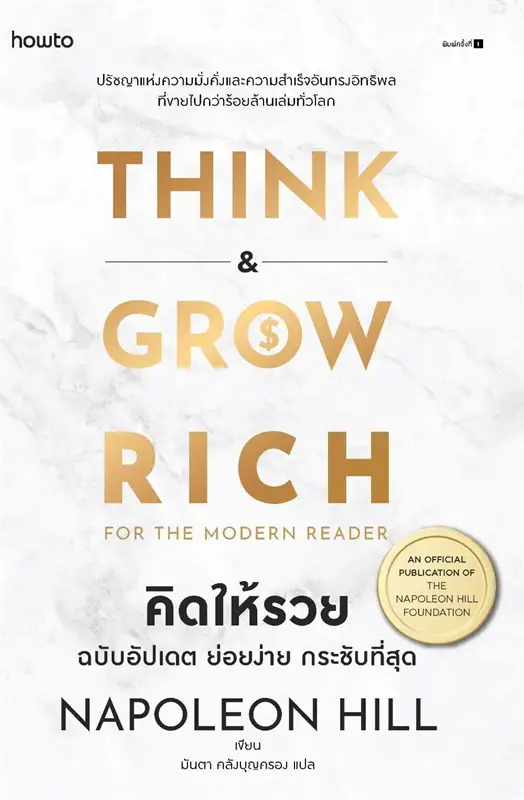 howto
พิมพ์ครั้งที่ 1
ปรัชญาแห่งความมั่งคั่งและความสำเร็จอันทรงอิทธิพล
ที่ขายไปกว่าร้อยล้านเล่มทั่วโลก
THINK
&
GROW
RICH
FOR THE MODERN READER
AN OFFICIAL
PUBLICATION OF
THE
NAPOLEON HILL
FOUNDATION
คิดให้รวย
ฉบับอัปเดต ย่อยง่าย กระชับที่สุด
NAPOLEON HILL
เขียน
มันตา คลังบุญครอง แปล